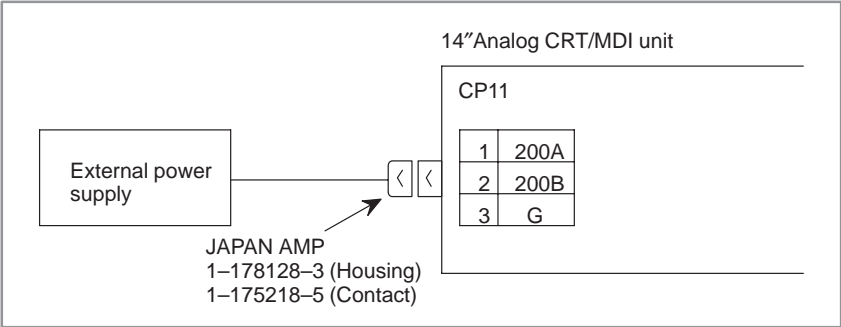 14″Analog CRT/MDI unit
CP11
1 200A
2 200B
3 G
External power
supply
JAPAN AMP
1–178128–3 (Housing)
1–175218–5 (Contact)